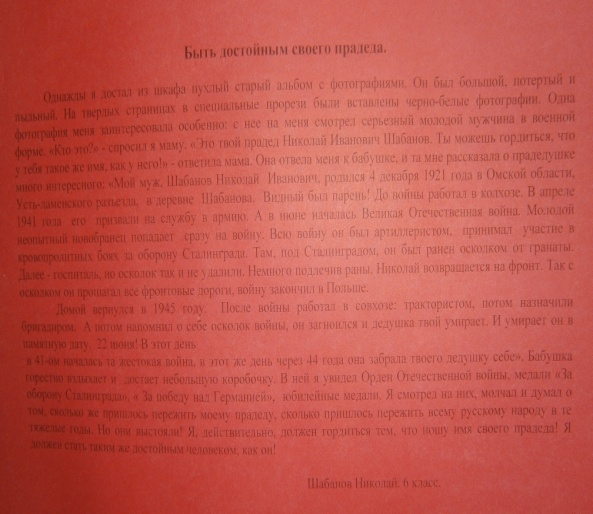 Быть достойным своего прадеда.
Однажды я достал из шкафа пухлый старый альбом с фотографиями. Он был большой, потертый и
пыльный. На твердых страницах в специальные прорези были вставлены черно-белые фотографии. Одна
фотография меня заинтересовала особенно: с нее на меня смотрел серьезный молодой мужчина в военной
форме. «Кто это?» - спросил я маму. «Это твой прадед Николай Иванович Шабанов. Ты можешь гордиться, что
у тебя такое же имя, как у него!» - ответила мама. Она отвела меня к бабушке, и та мне рассказала о прадедушке
много интересного: «Мой муж, Шабанов Николай Иванович, родился 4 декабря 1921 года в Омской области,
Усть-ламенского разъезда, в деревне Шабанова. Видный был парень! До войны работал в колхозе. В апреле
1941 года его призвали на службу в армию. А в июне началась Великая Отечественная война. Молодой
неопытный новобранец попадает сразу на войну. Всю войну он был артиллеристом, принимал участие в
кровопролитных боях за оборону Сталинграда. Там, под Сталинградом, он был ранен осколком от гранаты.
Далее - госпиталь, но осколок так и не удалили. Немного подлечив раны, Николай возвращается на фронт. Так с
осколком он прошагал все фронтовые дороги, войну закончил в Польше.
Домой вернулся в 1945 году. После войны работал в совхозе: трактористом, потом назначили
бригадиром. А потом напомнил о себе осколок войны, он загноился и дедушка твой умирает. И умирает он в
памятную дату 22 июня! В этот день
в 41-ом началась та жестокая война, в этот же день через 44 года она забрала твоего дедушку себе». Бабушка
горестно вздыхает и достает небольшую коробочку. В ней я увидел Орден Отечественной войны, медали «За
оборону Сталинграда», « За победу над Германией», юбилейные медали. Я смотрел на них, молчал и думал о
том, сколько же пришлось пережить моему прадеду, сколько пришлось пережить всему русскому народу в те
тяжелые годы. Но они выстояли! Я, действительно, должен гордиться тем, что ношу имя своего прадеда! Я
должен стать таким же достойным человеком, как он!
Шабанов Николай, 6 класс.